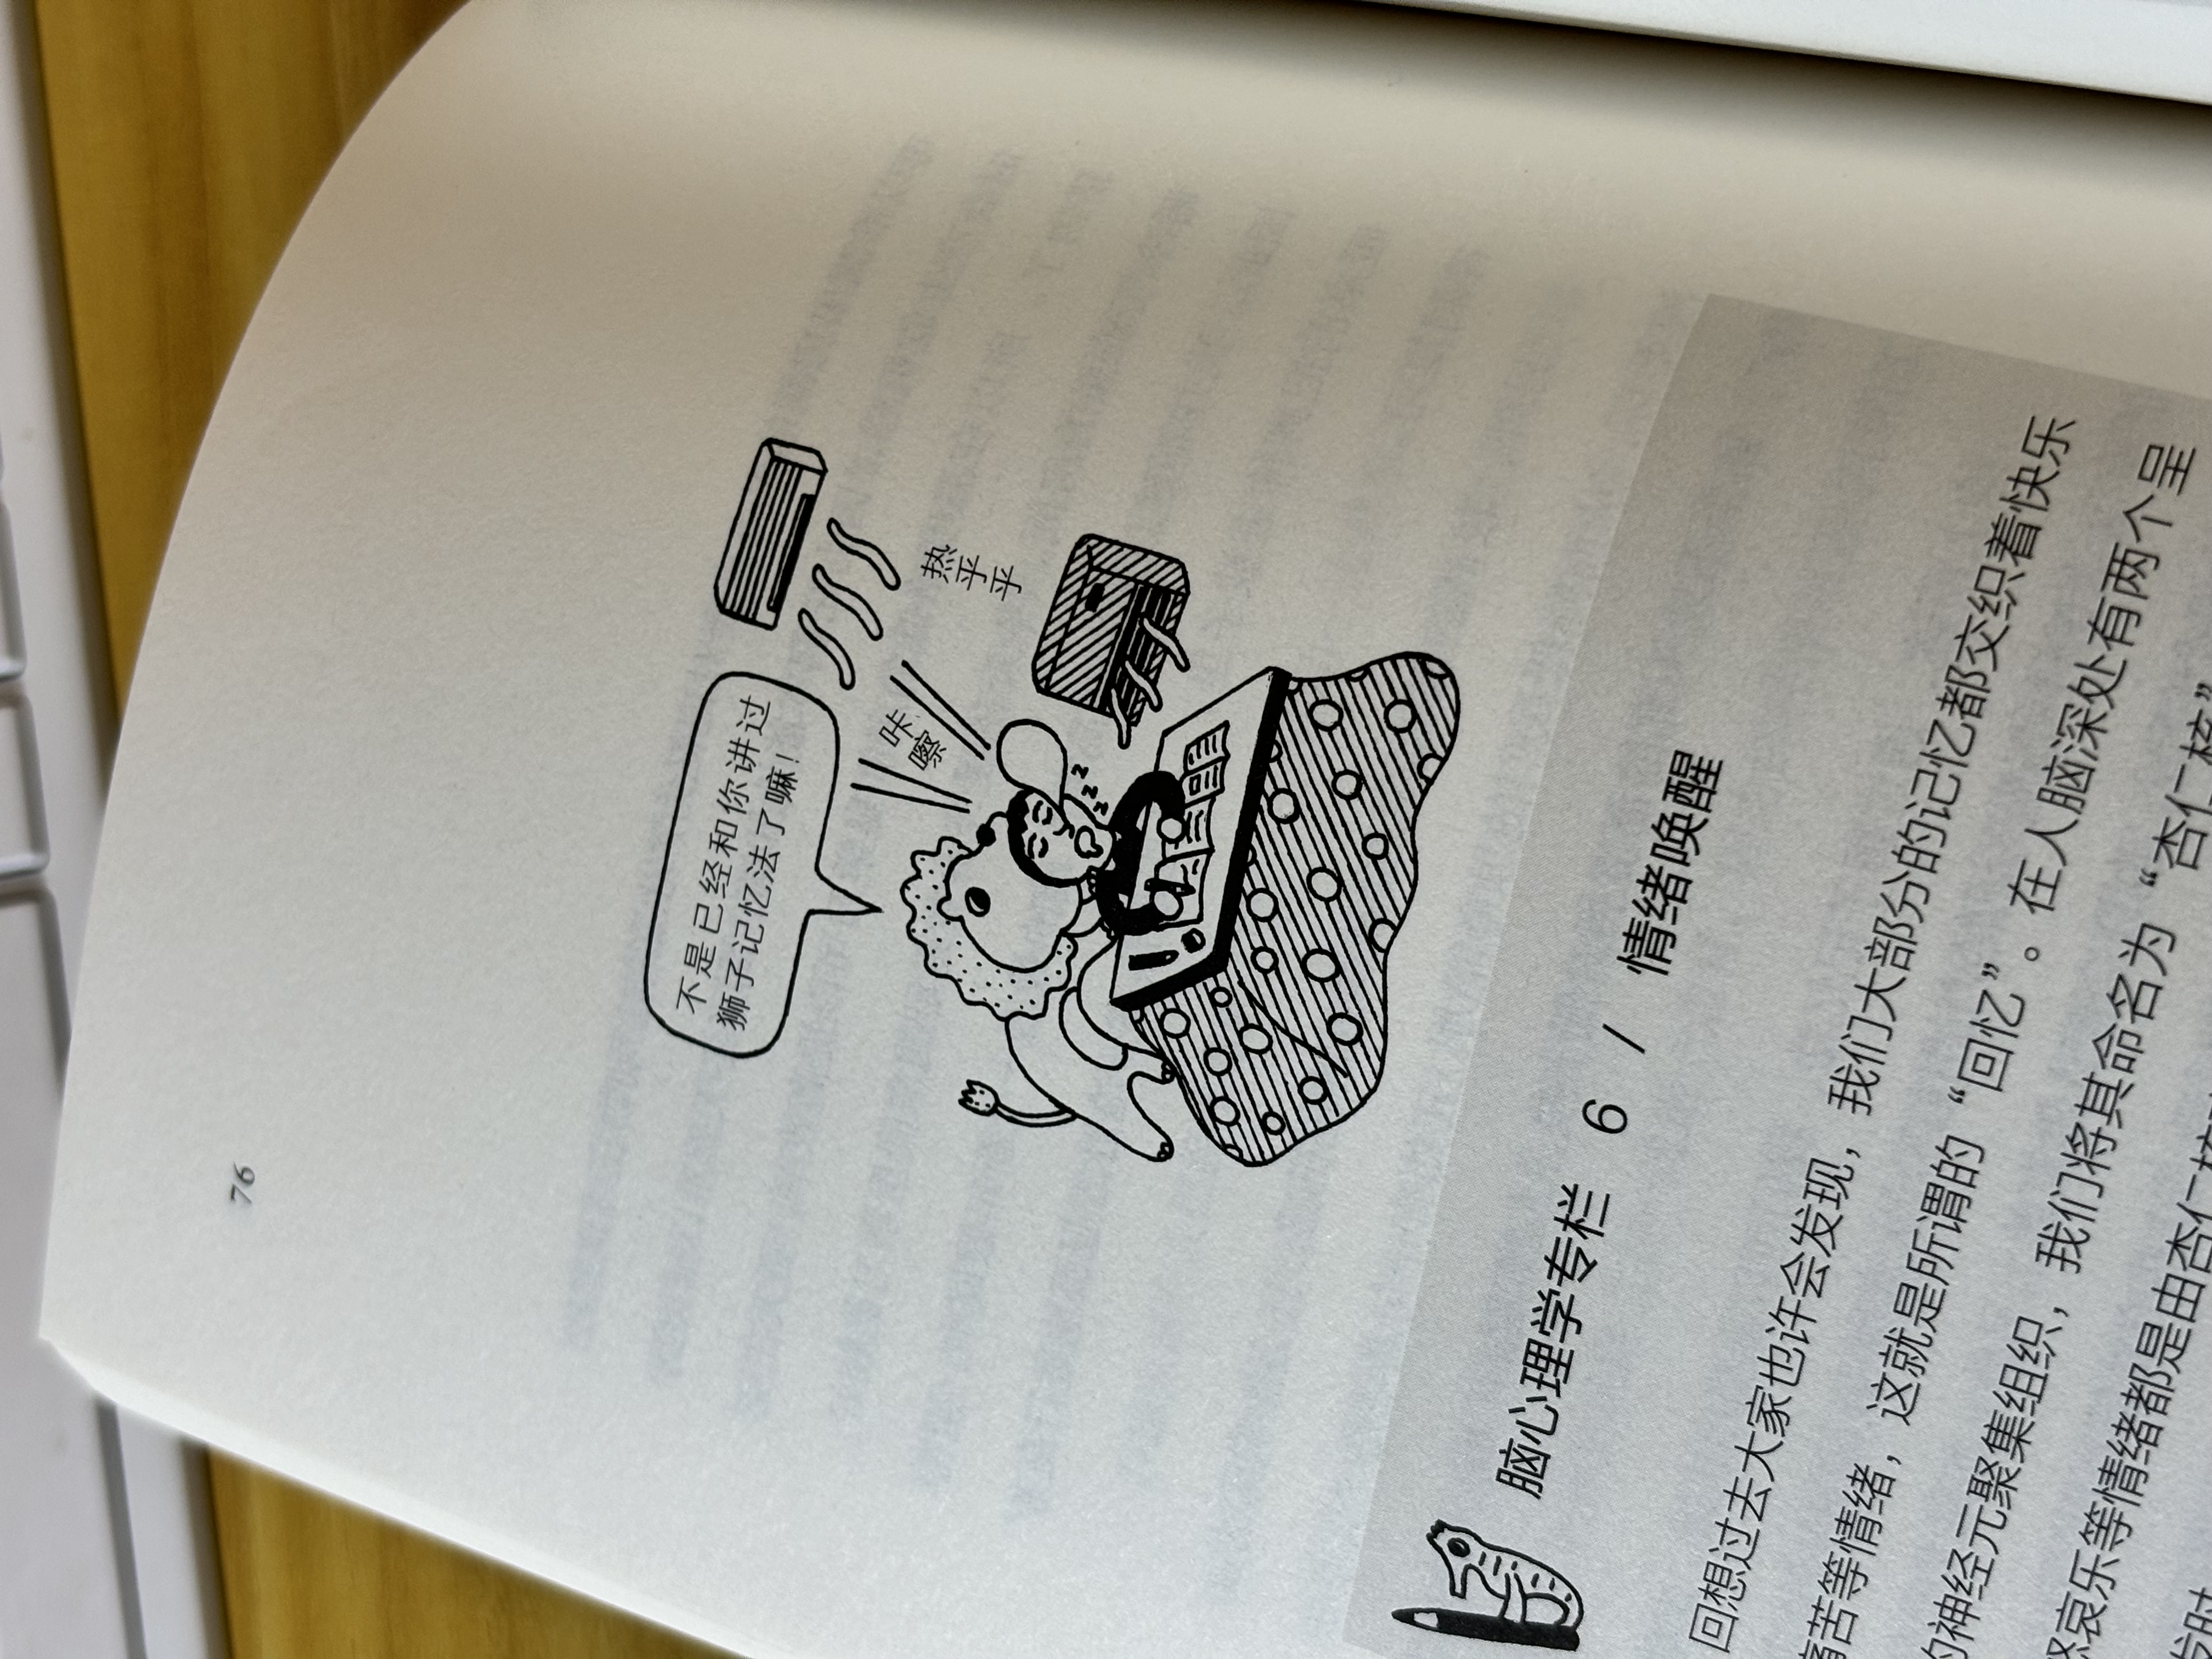 76
不是已经和你讲过
狮子记忆法了嘛！
咔嚓
热乎乎
脑心理学专栏 6 / 情绪唤醒
回想过去大家也许会发现，我们大部分的记忆都交织着快乐
痛苦等情绪，这就是所谓的“回忆”。在人脑深处有两个呈
的神经元聚集组织，我们将其命名为“杏仁核”
怒哀乐等情绪都是由杏仁核
发时